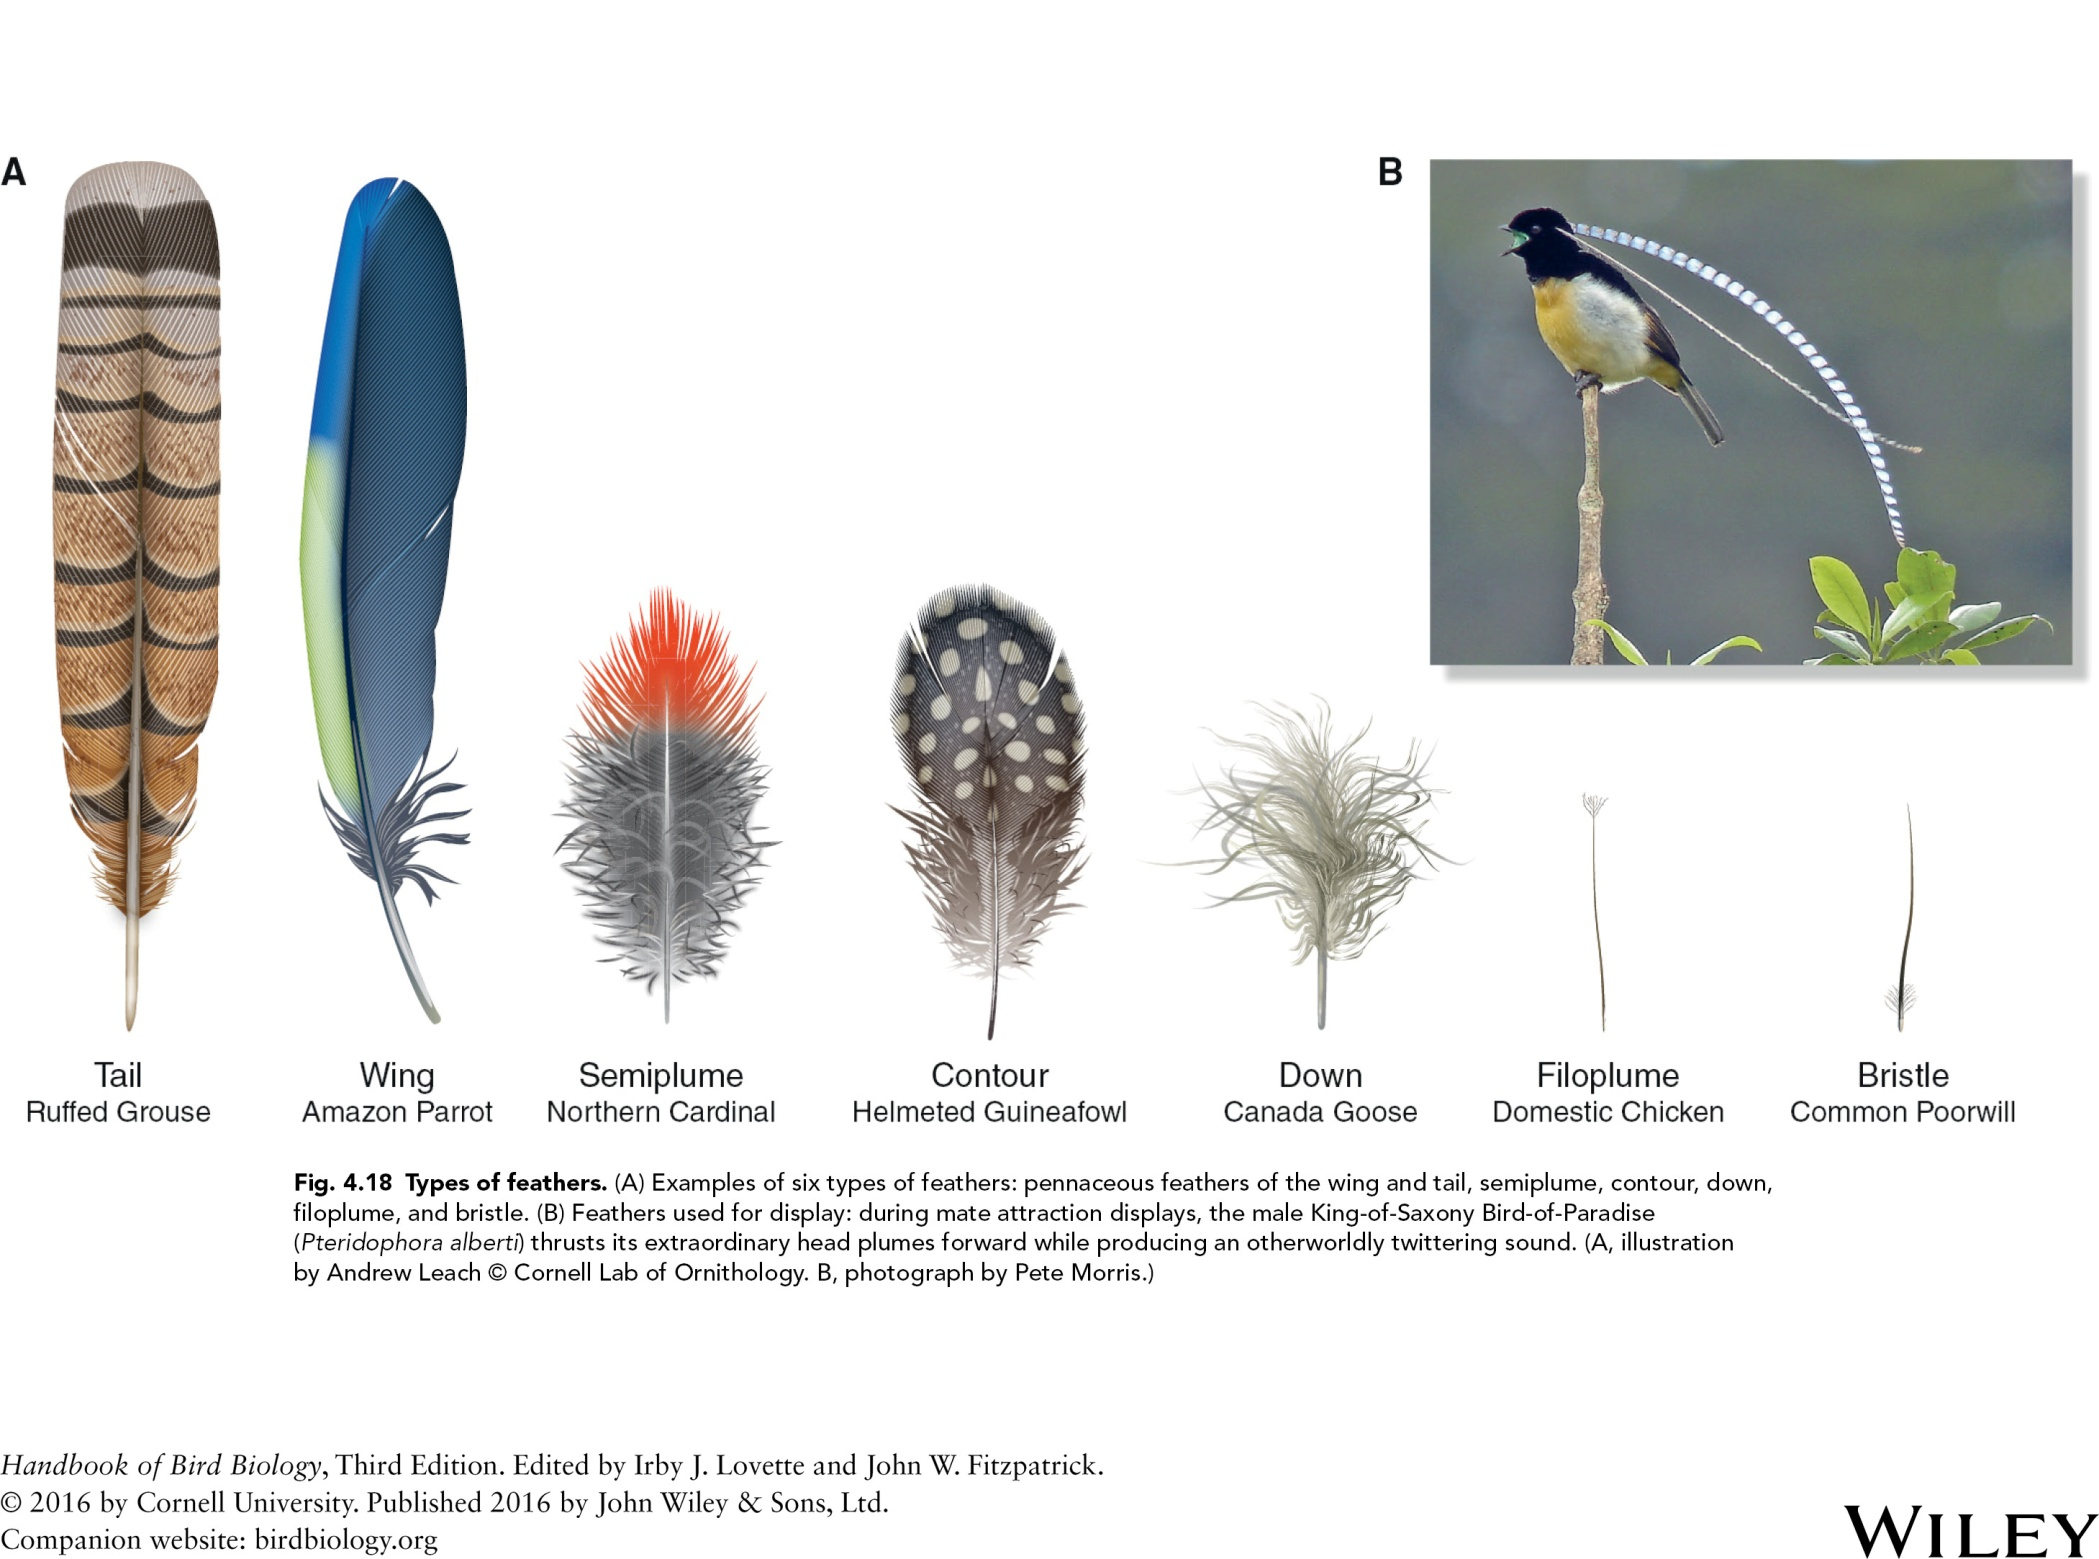 A
B
Tail
Ruffed Grouse
Wing
Amazon Parrot
Semiplume
Northern Cardinal
Contour
Helmeted Guineafowl
Down
Canada Goose
Filoplume
Domestic Chicken
Bristle
Common Poorwill
Fig. 4.18 Types of feathers. (A) Examples of six types of feathers: pennaceous feathers of the wing and tail, semiplume, contour, down,
filoplume, and bristle. (B) Feathers used for display: during mate attraction displays, the male King-of-Saxony Bird-of-Paradise
(Pteridophora alberti) thrusts its extraordinary head plumes forward while producing an otherworldly twittering sound. (A, illustration
by Andrew Leach © Cornell Lab of Ornithology. B, photograph by Pete Morris.)
Handbook of Bird Biology, Third Edition. Edited by Irby J. Lovette and John W. Fitzpatrick.
© 2016 by Cornell University. Published 2016 by John Wiley & Sons, Ltd.
Companion website: birdbiology.org
WILEY